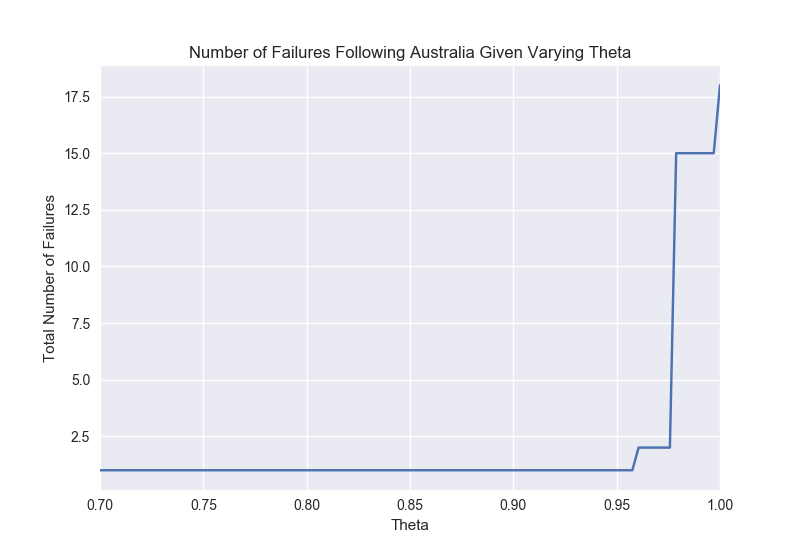 Number of Failures Following Australia Given Varying Theta
17.5
15.0
12.5
10.0
7.5
5.0
2.5
Total Number of Failures
0.70 0.75 0.80 0.85 0.90 0.95 1.00
Theta